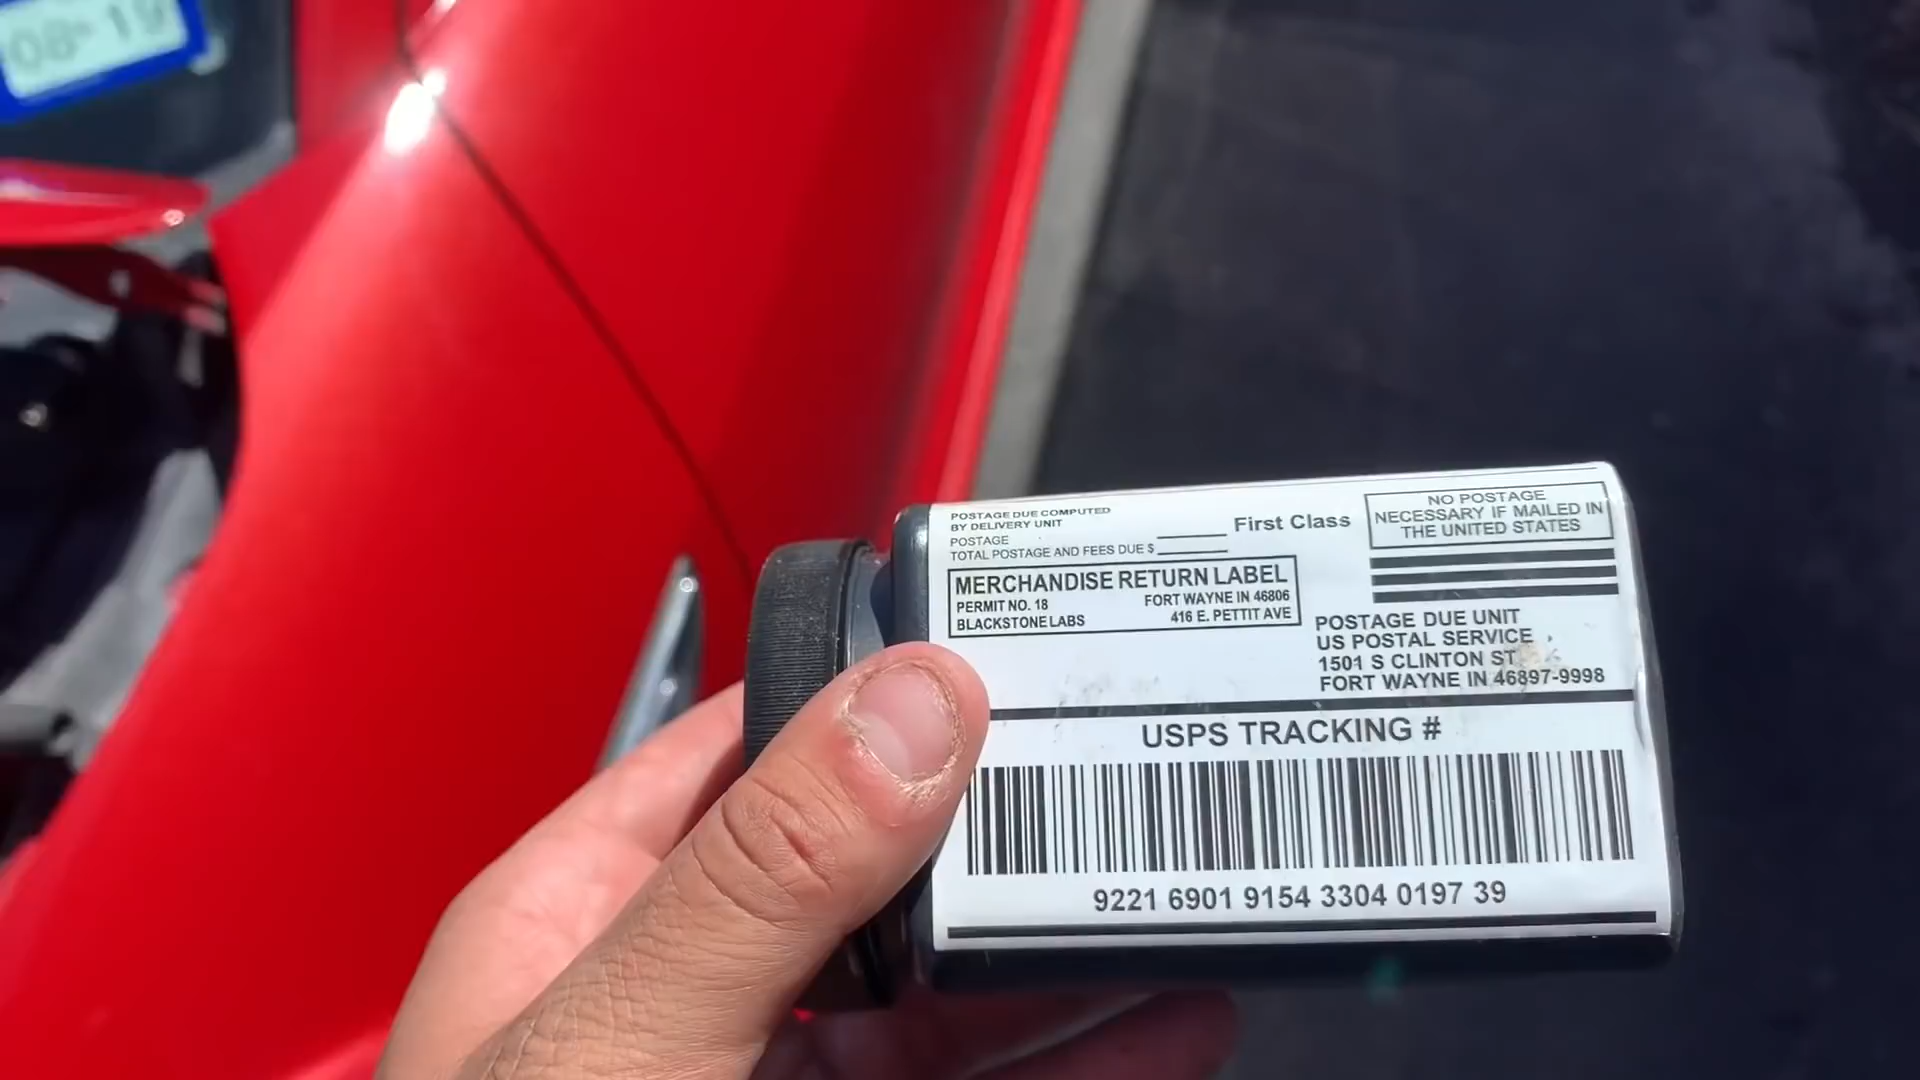 08-19
POSTAGE DUE COMPUTED
BY DELIVERY UNIT
POSTAGE
TOTAL POSTAGE AND FEES DUE $
First Class
NO POSTAGE
NECESSARY IF MAILED IN
THE UNITED STATES
MERCHANDISE RETURN LABEL
PERMIT NO. 18 FORT WAYNE IN 46806
BLACKSTONE LABS 416 E. PETTIT AVE
POSTAGE DUE UNIT
US POSTAL SERVICE
1501 S CLINTON ST
FORT WAYNE IN 46897-9998
USPS TRACKING #
9221 6901 9154 3304 0197 39